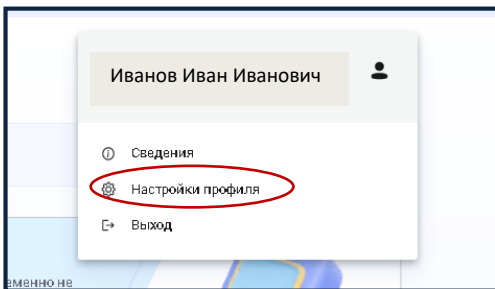 Иванов Иван Иванович
Сведения
Настройки профиля
Выход
еменно не